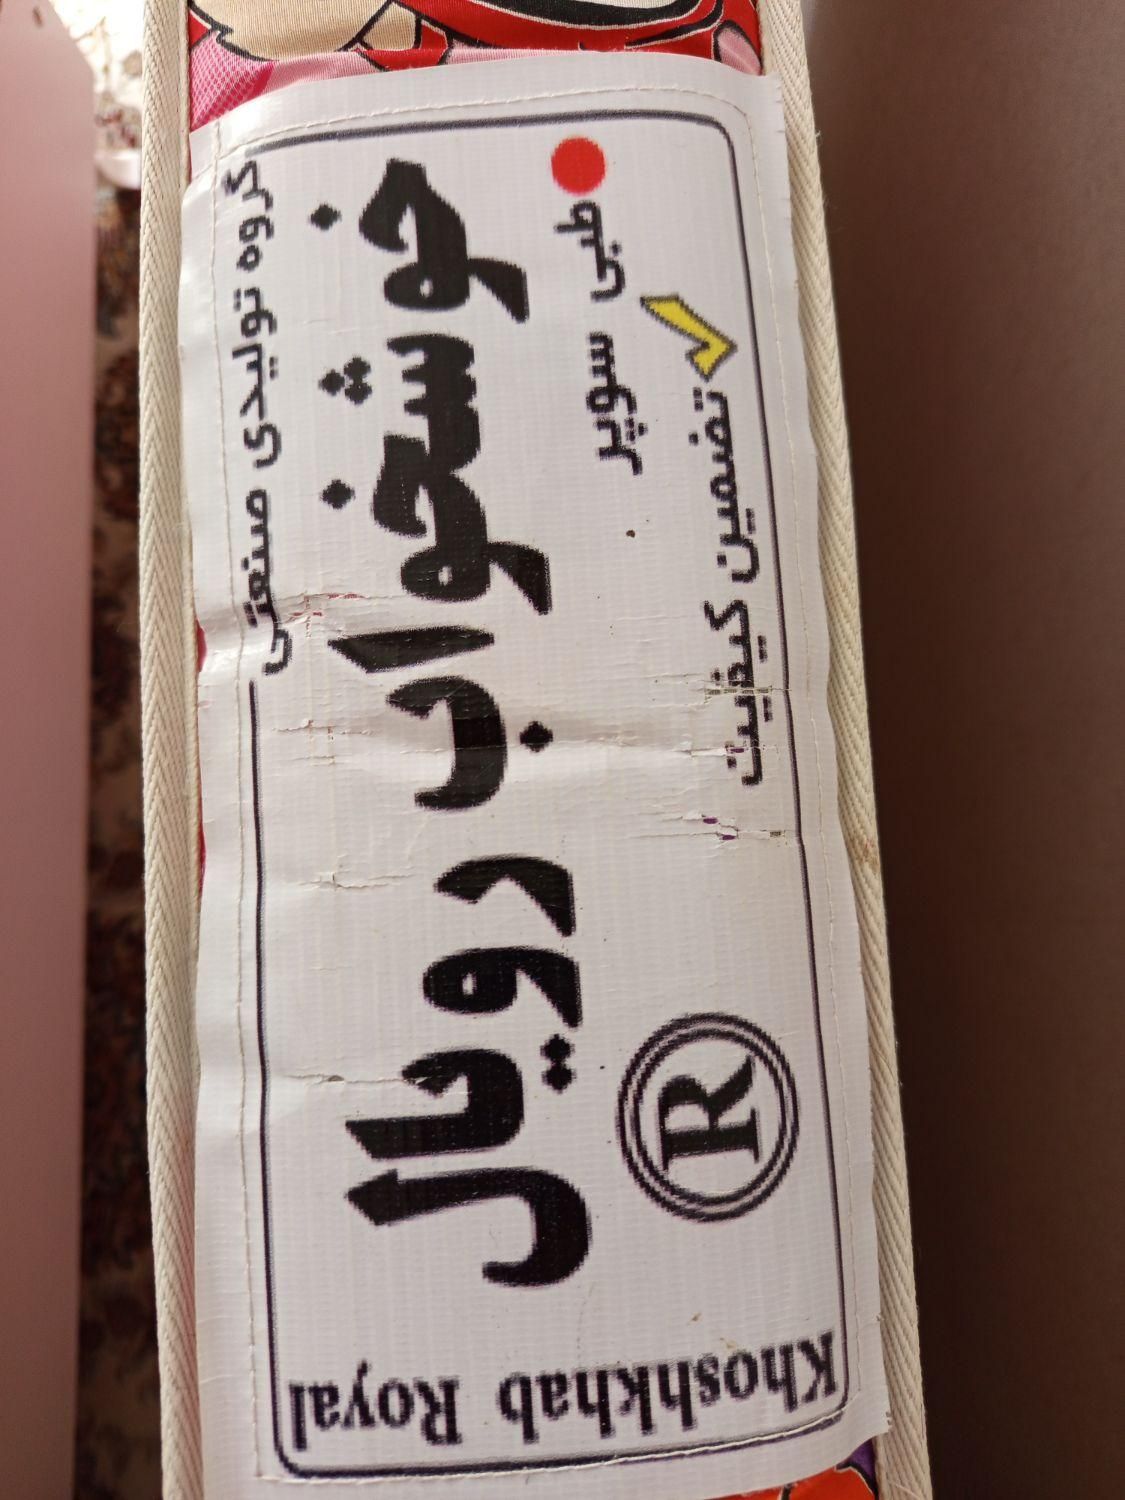 گروه تولیدی صنعتی
خوشخواب رویال
طبی سوپر
تضمین کیفیت
R
Khoshkhab Royal